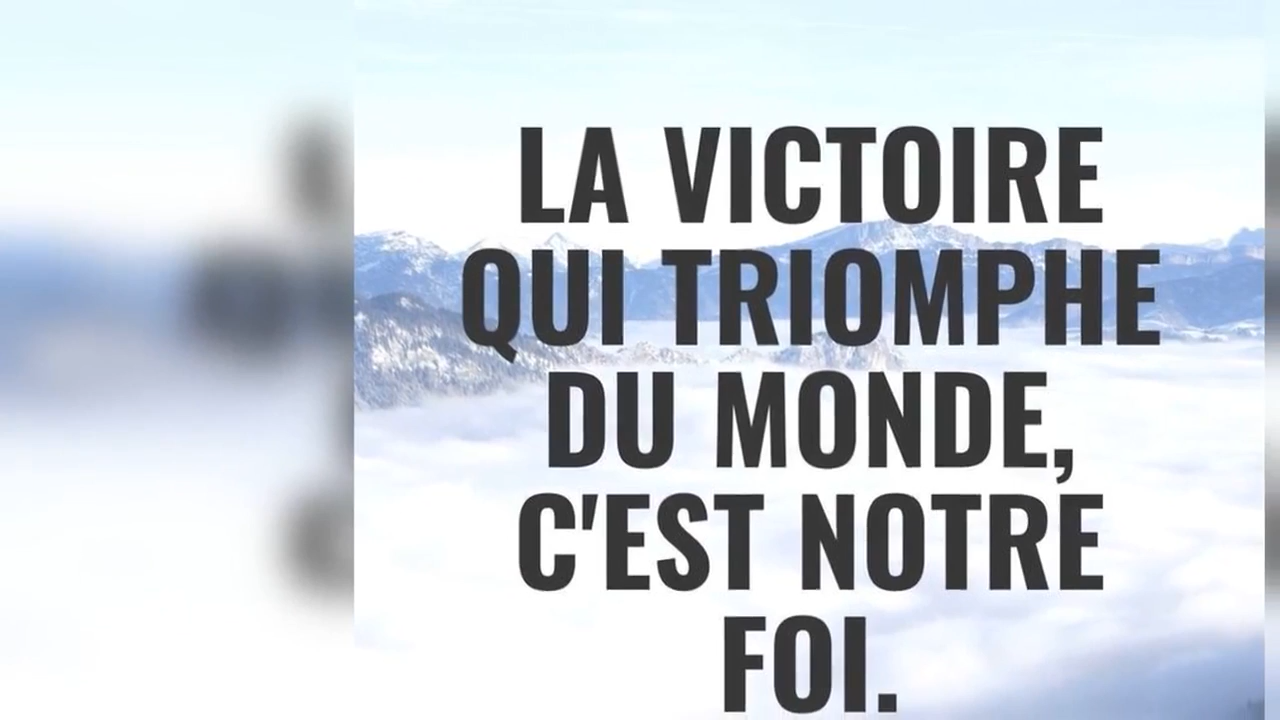 LA VICTOIRE
QUI TRIOMPHE
DU MONDE,
C'EST NOTRE
FOI.